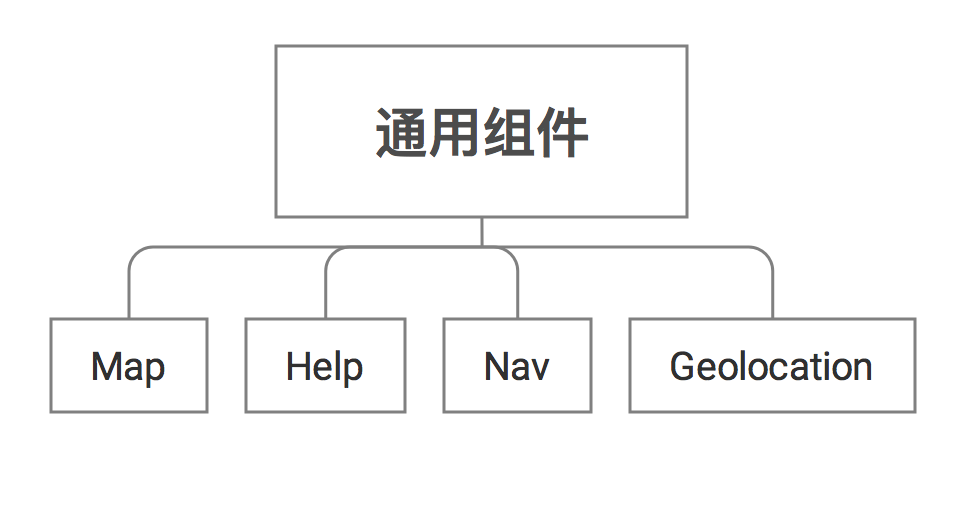 通用组件
Map
Help
Nav
Geolocation